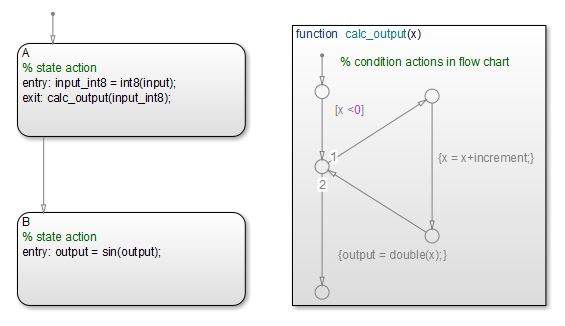 A
% state action
entry: input_int8 = int8(input);
exit: calc_output(input_int8);
B
% state action
entry: output = sin(output);
function calc_output(x)
% condition actions in flow chart
[x <0]
1
{x = x+increment;}
2
{output = double(x);}